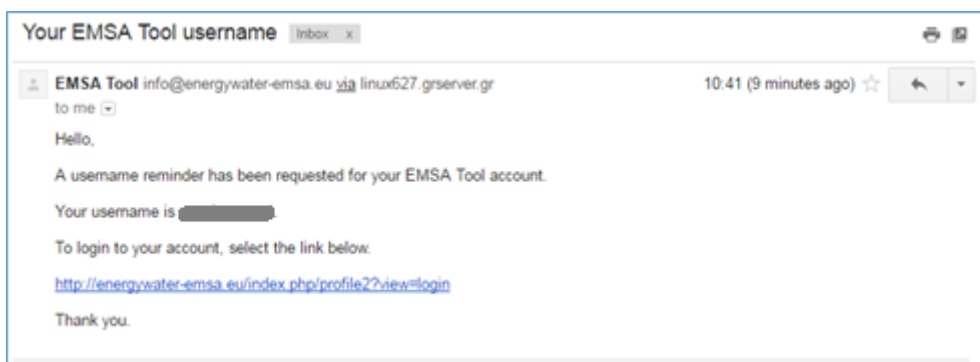 Your EMSA Tool username Inbox x
EMSA Tool info@energywater-emsa.eu via linux627.grserver.gr 10:41 (9 minutes ago)
to me
Hello,
A username reminder has been requested for your EMSA Tool account.
Your username is .
To login to your account, select the link below.
http://energywater-emsa.eu/index.php/profile2?view=login
Thank you.